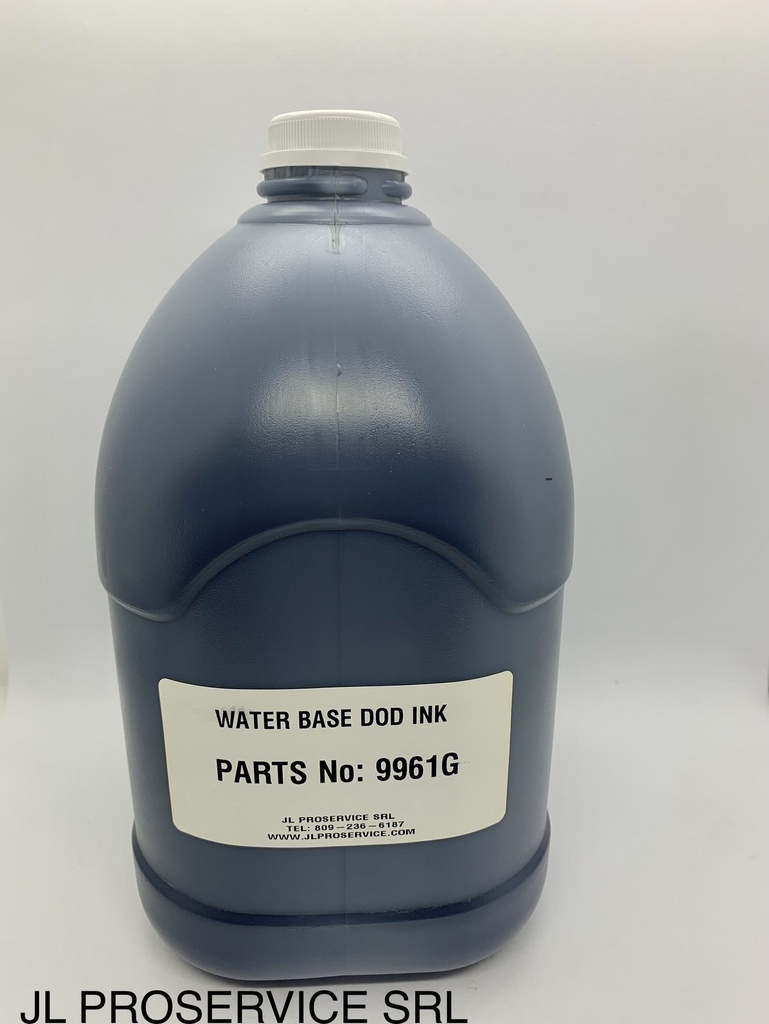 WATER BASE DOD INK
PARTS No: 9961G
JL PROSERVICE SRL
TEL: 809-236-6187
WWW.JLPROSERVICE.COM
JL PROSERVICE SRL